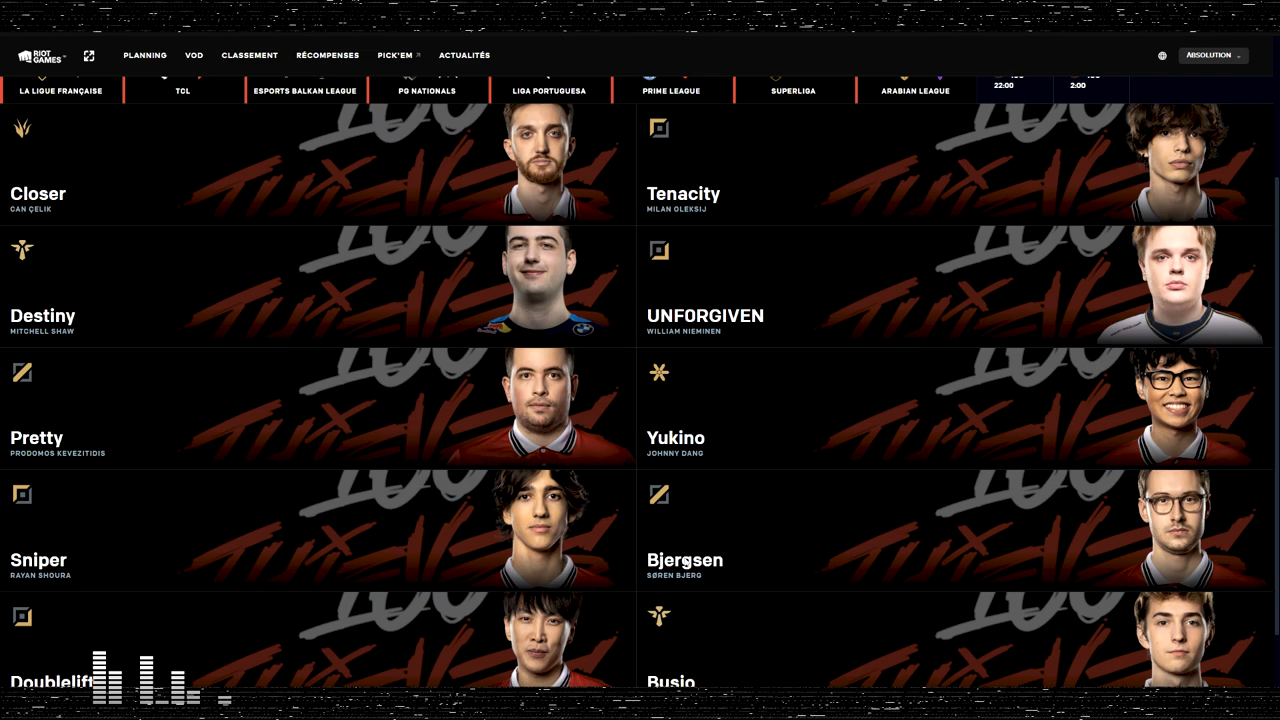 RIOT GAMES
PLANNING VOD CLASSEMENT RÉCOMPENSES PICK'EM ACTUALITÉS
ABSOLUTION
LA LIGUE FRANÇAISE TCL ESPORTS BALKAN LEAGUE PG NATIONALS LIGA PORTUGUESA PRIME LEAGUE SUPERLIGA ARABIAN LEAGUE
22:00 2:00
Closer
CAN ÇELIK
Tenacity
MILAN OLEKSIJ
Destiny
MITCHELL SHAW
UNF0RGIVEN
WILLIAM NIEMINEN
Pretty
PRODOMOS KEVEZITIDIS
Yukino
JOHNNY DANG
Sniper
RAYAN SHOURA
Bjergsen
SØREN BJERG
Doublelift
Busio